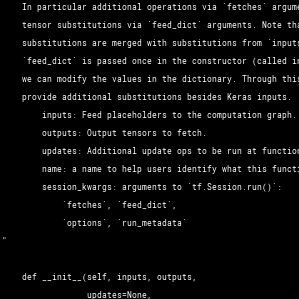 In particular additional operations via `fetches` argume
tensor substitutions via `feed_dict` arguments. Note tha
substitutions are merged with substitutions from `inputs
`feed_dict` is passed once in the constructor (called in
we can modify the values in the dictionary. Through this
provide additional substitutions besides Keras inputs.
inputs: Feed placeholders to the computation graph.
outputs: Output tensors to fetch.
updates: Additional update ops to be run at function
name: a name to help users identify what this functi
session_kwargs: arguments to `tf.Session.run()`:
`fetches`, `feed_dict`,
`options`, `run_metadata`
"
def __init__(self, inputs, outputs,
updates=None,